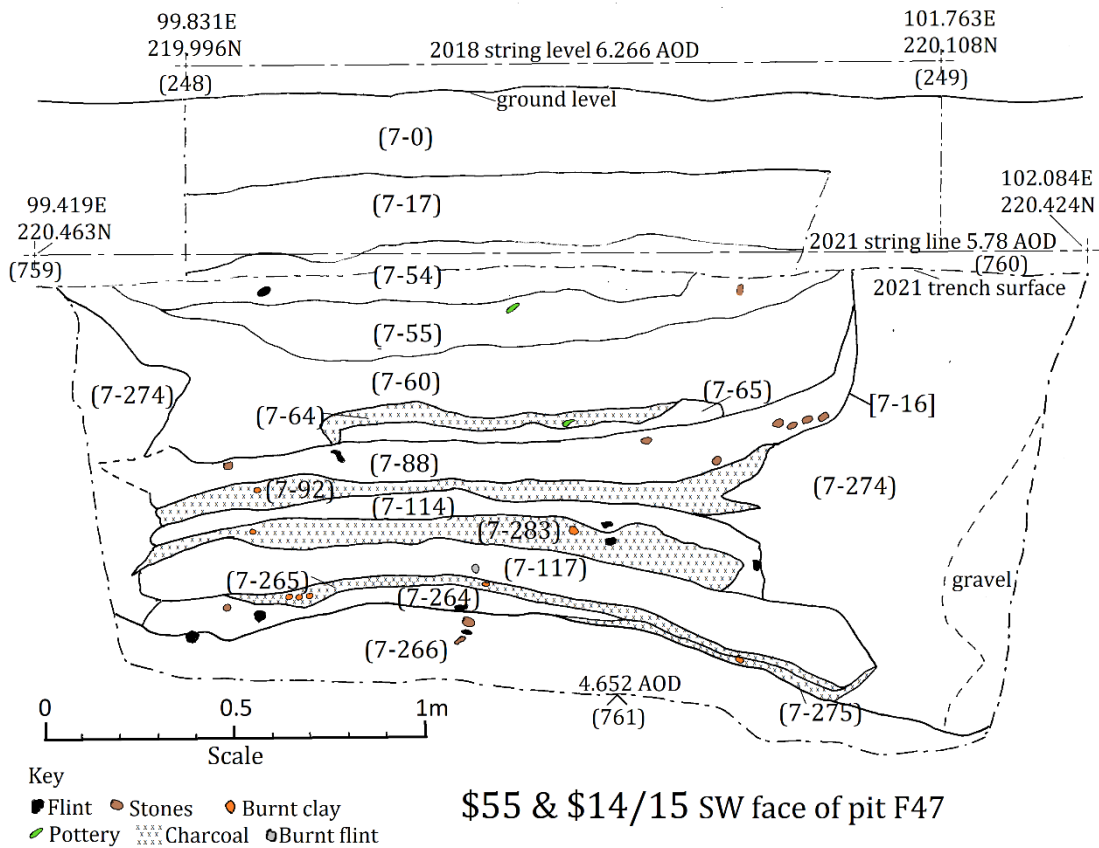 99.831E
219.996N
(248)
2018 string level 6.266 AOD
101.763E
220.108N
(249)
ground level
(7-0)
(7-17)
99.419E
220.463N
(759)
102.084E
220.424N
2021 string line 5.78 AOD
(760)
2021 trench surface
(7-54)
(7-55)
(7-60)
(7-274)
(7-64)
(7-65)
[7-16]
(7-88)
(7-92)
(7-274)
(7-114)
(7-283)
(7-117)
(7-265)
(7-264)
gravel
(7-266)
4.652 AOD
(761)
(7-275)
0 0.5 1m
Scale
Key
Flint Stones Burnt clay
Pottery Charcoal Burnt flint
$55 & $14/15 SW face of pit F47